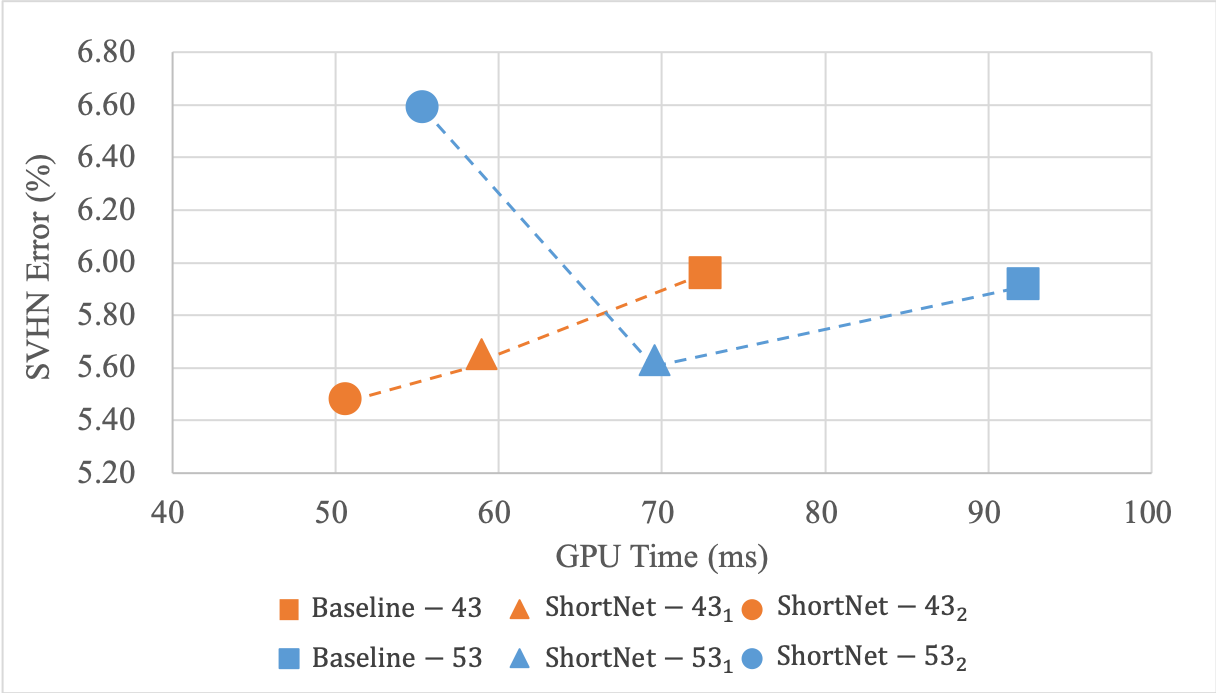 6.80
6.60
6.40
6.20
6.00
5.80
5.60
5.40
5.20
SVHN Error (%)
40 50 60 70 80 90 100
GPU Time (ms)
Baseline − 43 ShortNet − 43₁ ShortNet − 43₂
Baseline − 53 ShortNet − 53₁ ShortNet − 53₂